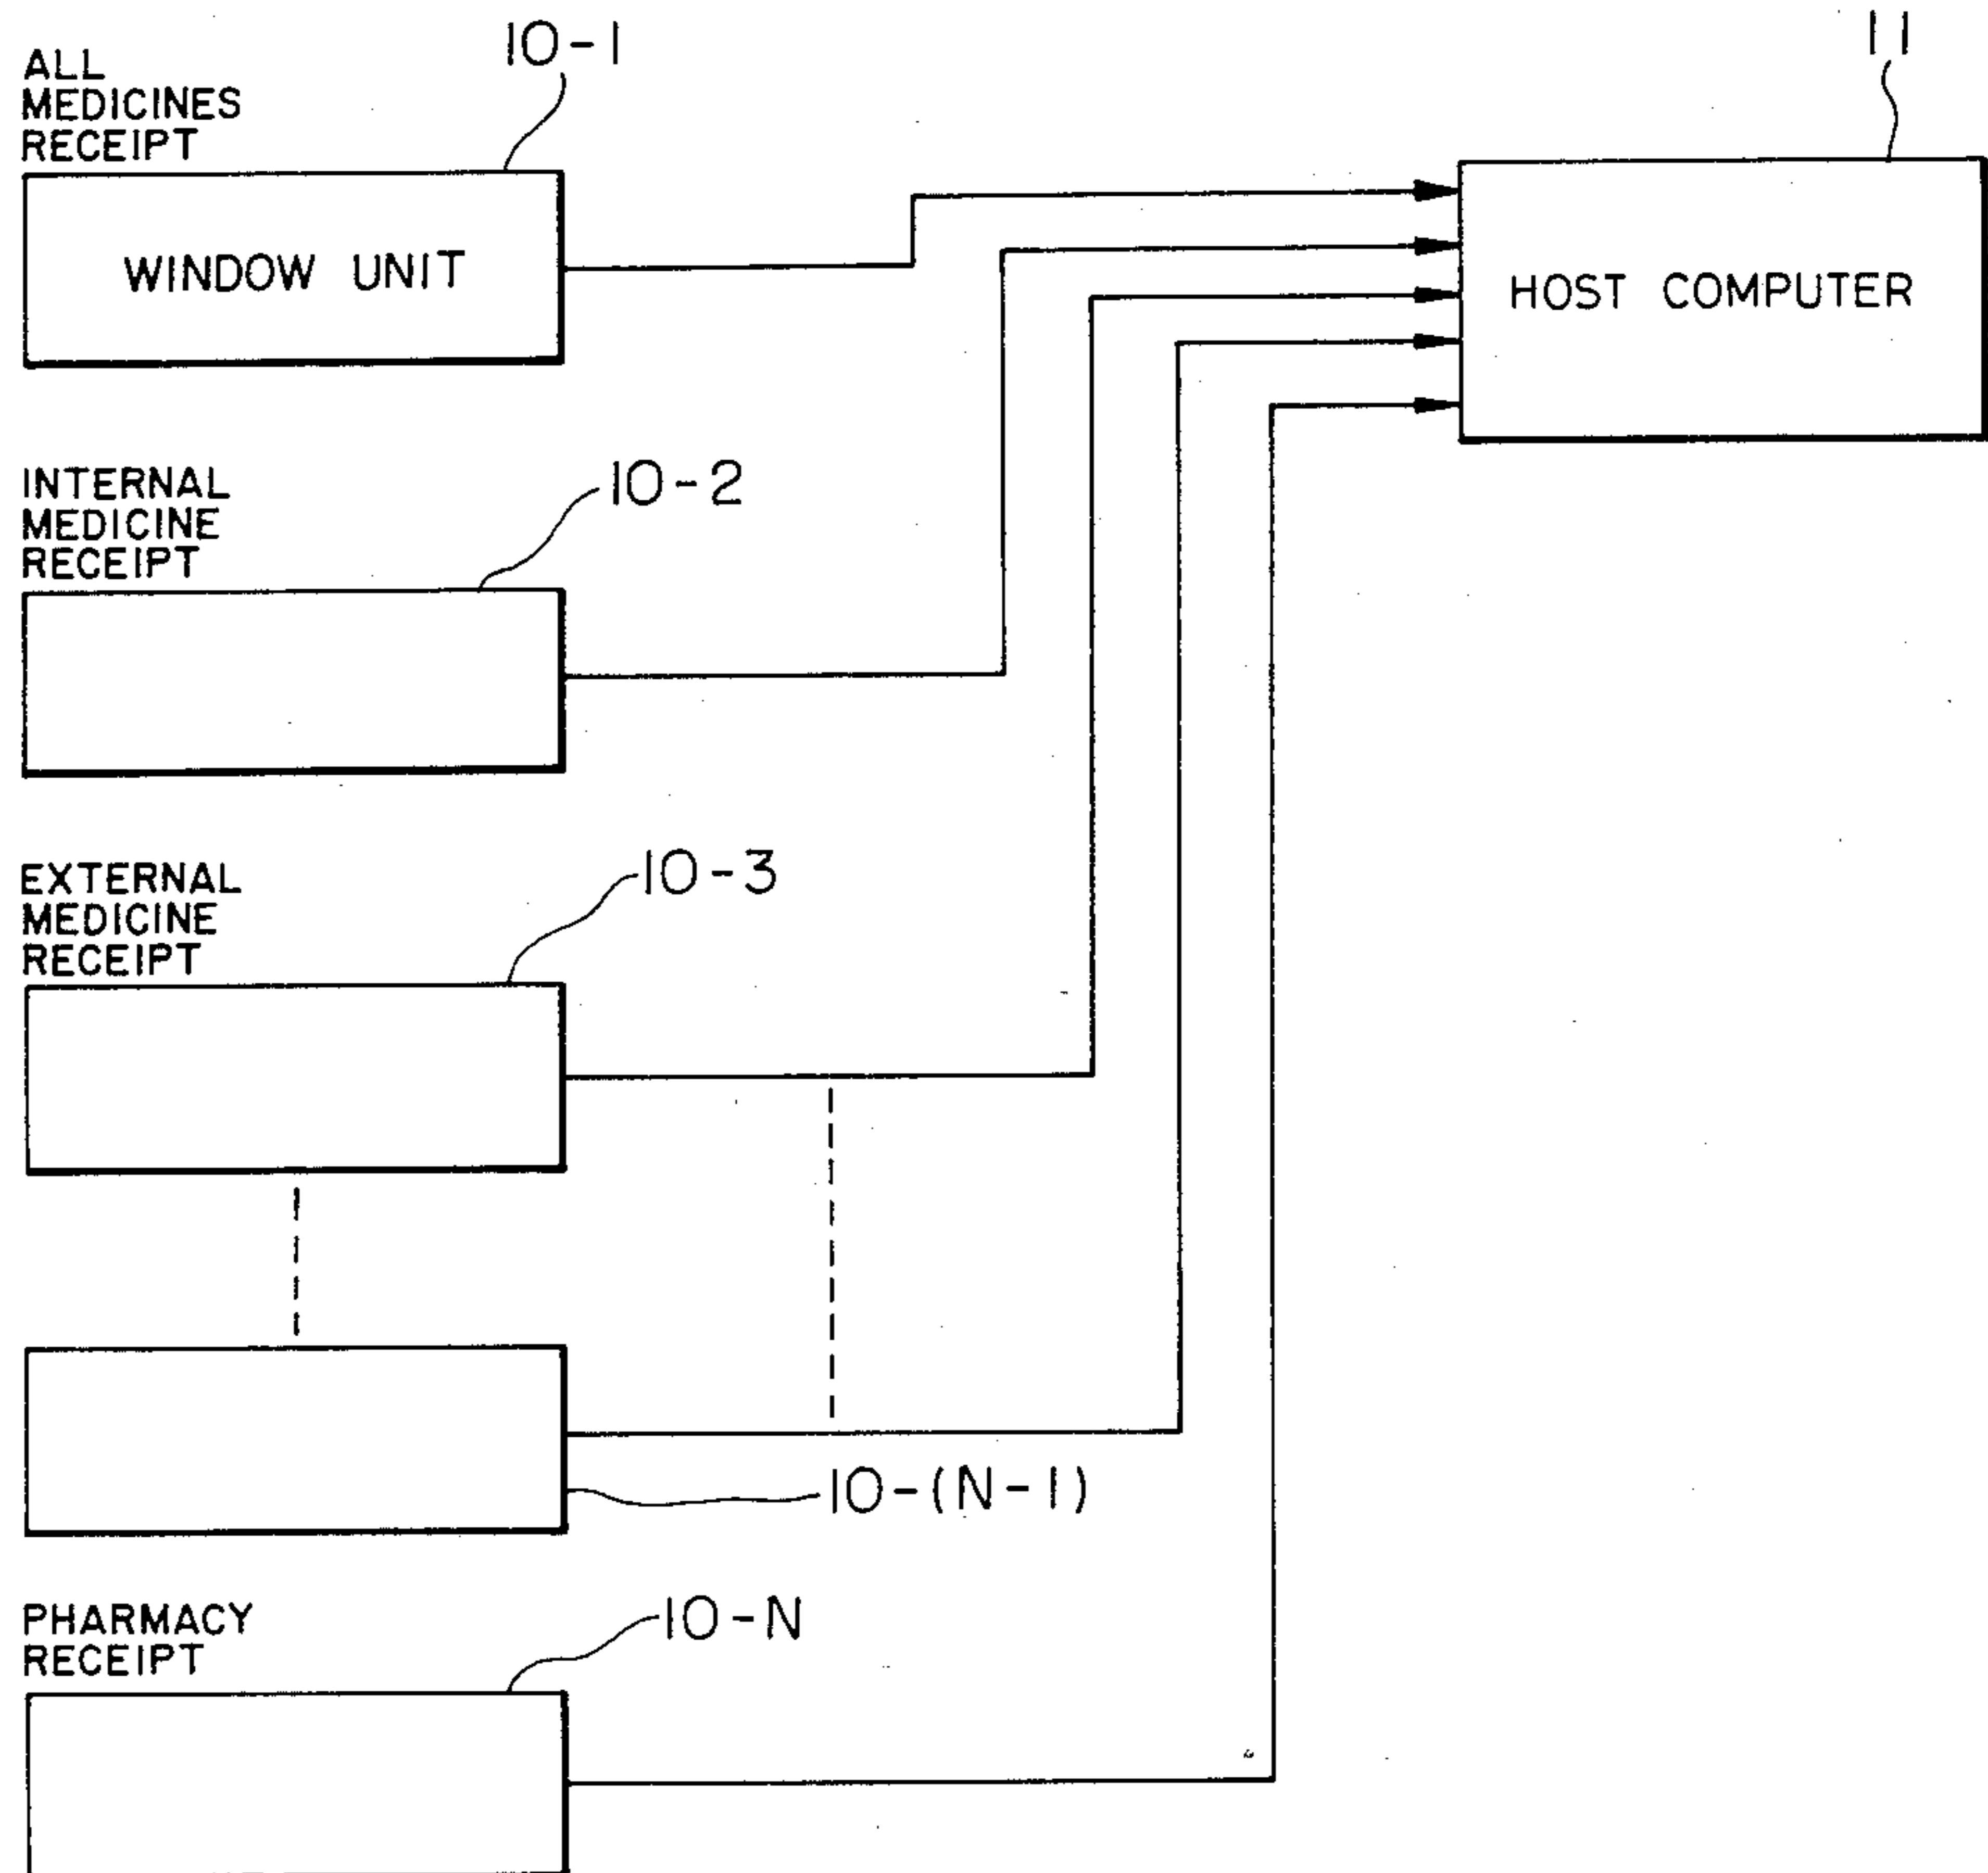 10-1
11
ALL
MEDICINES
RECEIPT
WINDOW UNIT
HOST COMPUTER
INTERNAL
MEDICINE
RECEIPT
10-2
EXTERNAL
MEDICINE
RECEIPT
10-3
10-(N-1)
PHARMACY
RECEIPT
10-N